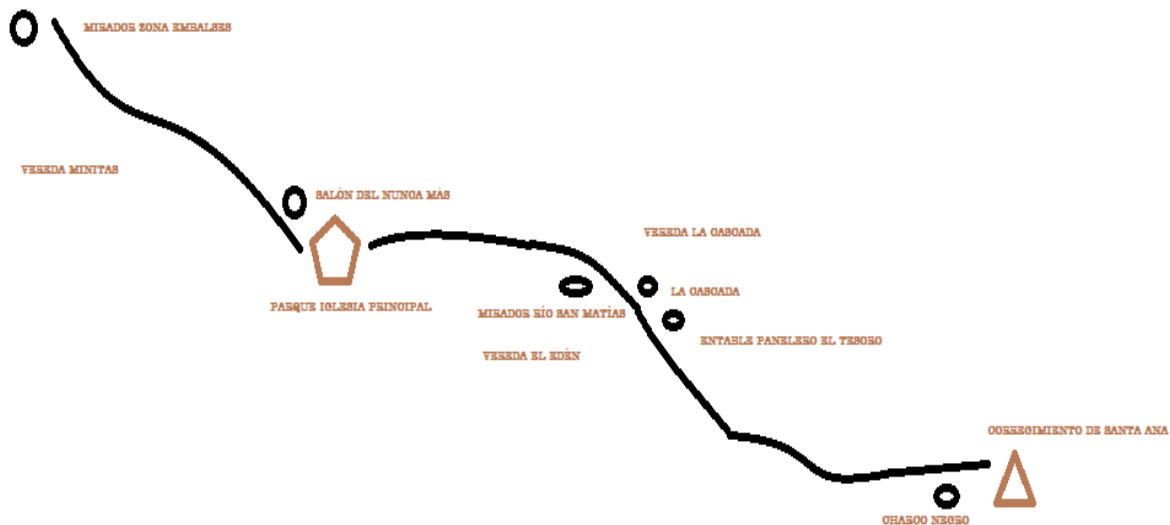 MIRADOR ZONA EMBALSES
VEREDA MINITAS
SALÓN DEL NUNCA MÁS
VEREDA LA CASCADA
LA CASCADA
PARQUE IGLESIA PRINCIPAL
MIRADOR RÍO SAN MATÍAS
ENTABLE PANELERO EL TESORO
VEREDA EL EDÉN
CORREGIMIENTO DE SANTA ANA
CHARCO NEGRO